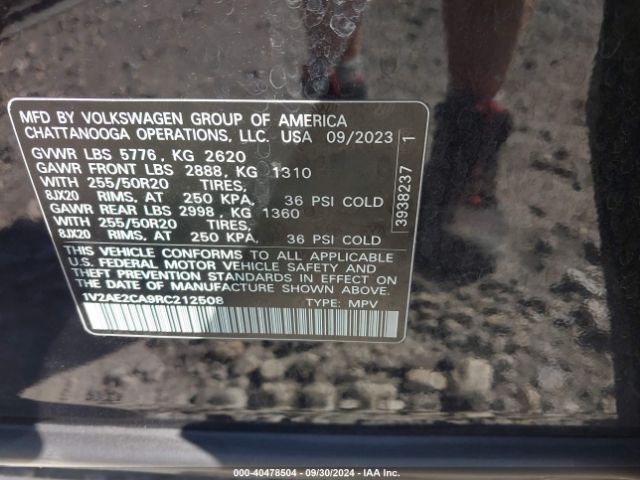 MFD BY VOLKSWAGEN GROUP OF AMERICA
CHATTANOOGA OPERATIONS, LLC. USA 09/2023
GVWR LBS 5776 , KG 2620
GAWR FRONT LBS 2888, KG 1310
WITH 255/50R20 TIRES,
8JX20 RIMS, AT 250 KPA, 36 PSI COLD
GAWR REAR LBS 2998, KG 1360
WITH 255/50R20 TIRES,
8JX20 RIMS, AT 250 KPA, 36 PSI COLD
THIS VEHICLE CONFORMS TO ALL APPLICABLE
U.S. FEDERAL MOTOR VEHICLE SAFETY AND
THEFT PREVENTION STANDARDS IN EFFECT ON
THE DATE OF MANUFACTURE SHOWN ABOVE.
1V2AE2CA9RC212508 TYPE: MPV
3938237 1
000-40478504 - 09/30/2024 - IAA Inc.